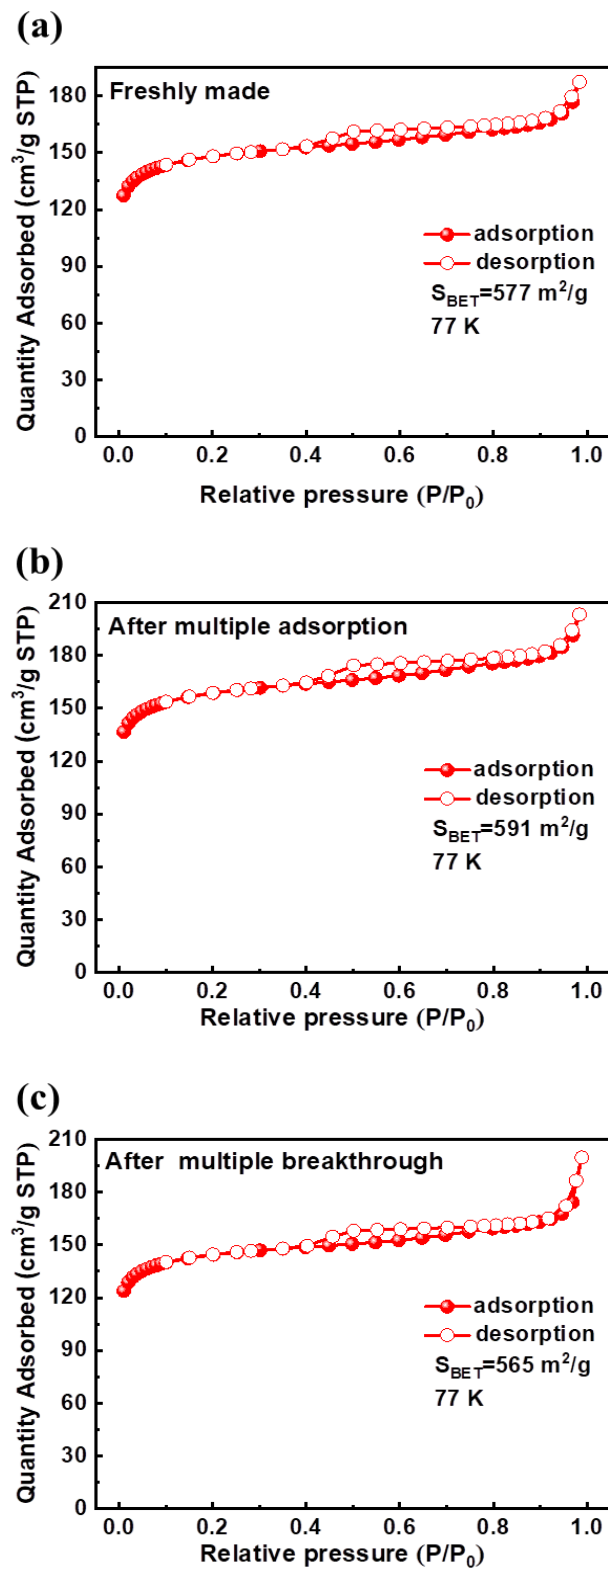 (a)
Freshly made
180
150
120
90
60
30
0
Quantity Adsorbed (cm³/g STP)
adsorption
desorption
S_BET=577 m²/g
77 K
0.0 0.2 0.4 0.6 0.8 1.0
Relative pressure (P/P₀)
(b)
After multiple adsorption
210
180
150
120
90
60
30
0
Quantity Adsorbed (cm³/g STP)
adsorption
desorption
S_BET=591 m²/g
77 K
0.0 0.2 0.4 0.6 0.8 1.0
Relative pressure (P/P₀)
(c)
After multiple breakthrough
210
180
150
120
90
60
30
0
Quantity Adsorbed (cm³/g STP)
adsorption
desorption
S_BET=565 m²/g
77 K
0.0 0.2 0.4 0.6 0.8 1.0
Relative pressure (P/P₀)